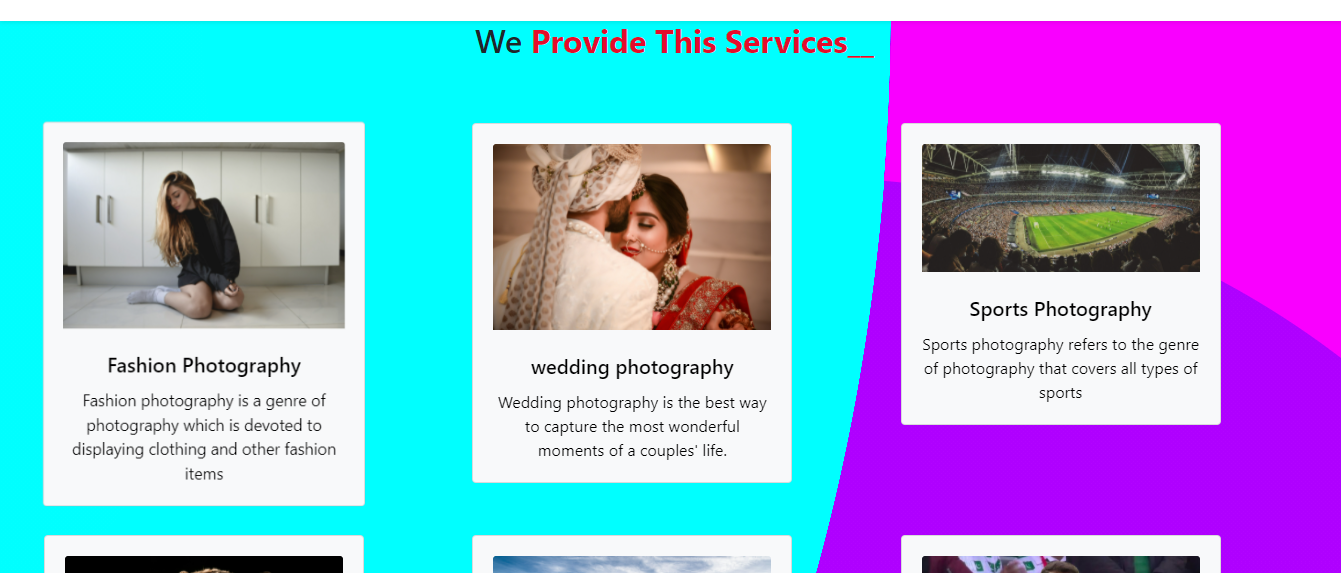 We Provide This Services__
Fashion Photography
Fashion photography is a genre of
photography which is devoted to
displaying clothing and other fashion
items
wedding photography
Wedding photography is the best way
to capture the most wonderful
moments of a couples' life.
Sports Photography
Sports photography refers to the genre
of photography that covers all types of
sports